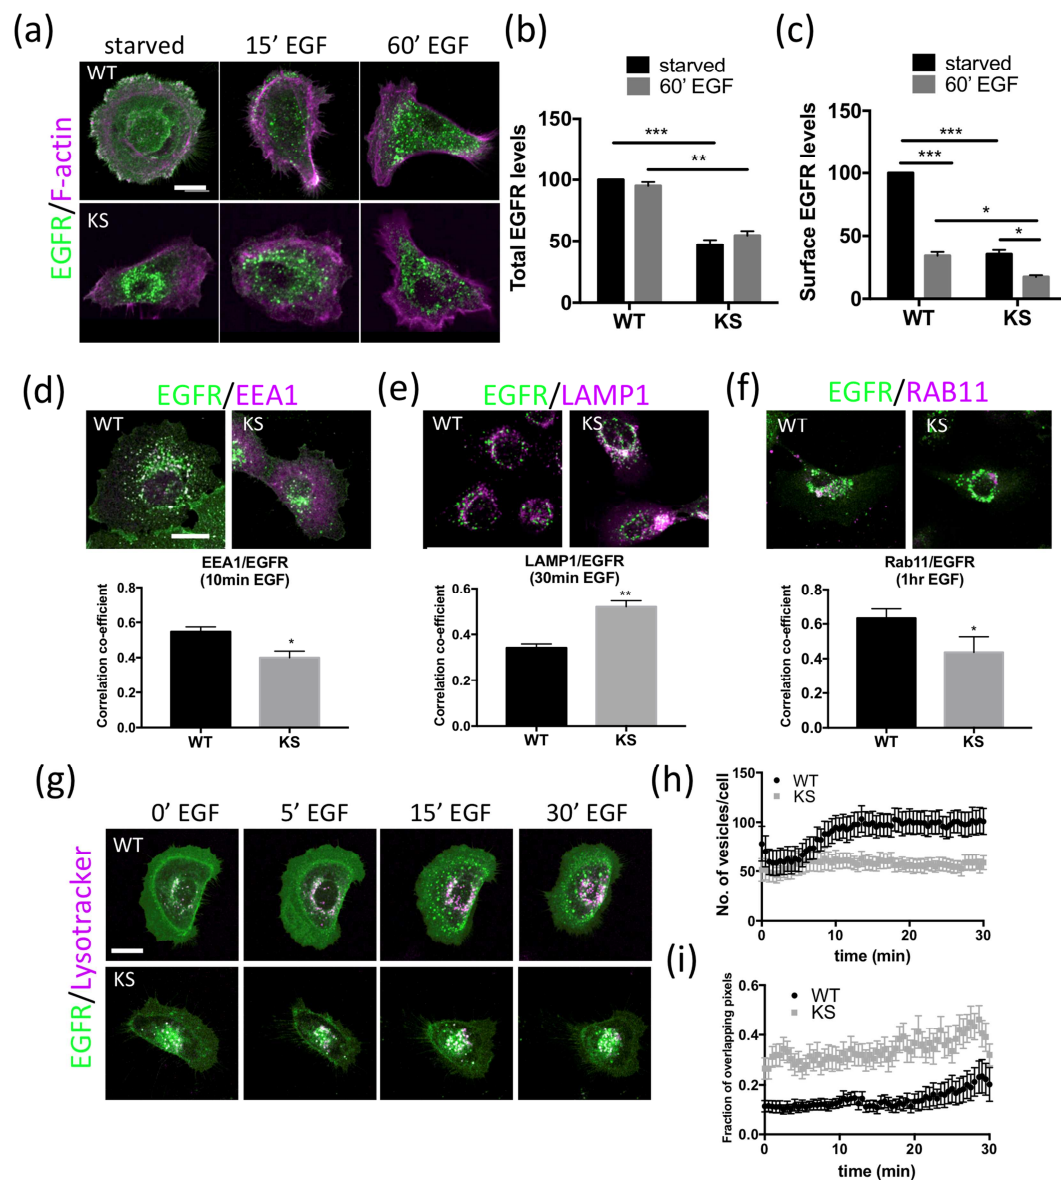 (a)
starved 15’ EGF 60’ EGF
EGFR/F-actin
WT
KS
(b)
starved
60’ EGF
Total EGFR levels
150
100
50
0
***
**
WT KS
(c)
starved
60’ EGF
Surface EGFR levels
150
100
50
0
***
***
*
*
WT KS
(d)
EGFR/EEA1
WT KS
EEA1/EGFR
(10min EGF)
Correlation co-efficient
0.8
0.6
0.4
0.2
0.0
*
WT KS
(e)
EGFR/LAMP1
WT KS
LAMP1/EGFR
(30min EGF)
Correlation co-efficient
0.6
0.4
0.2
0.0
**
WT KS
(f)
EGFR/RAB11
WT KS
Rab11/EGFR
(1hr EGF)
Correlation co-efficient
0.8
0.6
0.4
0.2
0.0
*
WT KS
(g)
0’ EGF 5’ EGF 15’ EGF 30’ EGF
EGFR/Lysotracker
WT
KS
(h)
No. of vesicles/cell
150
100
50
0
WT
KS
0 10 20 30
time (min)
(i)
Fraction of overlapping pixels
0.6
0.4
0.2
0.0
WT
KS
0 10 20 30
time (min)